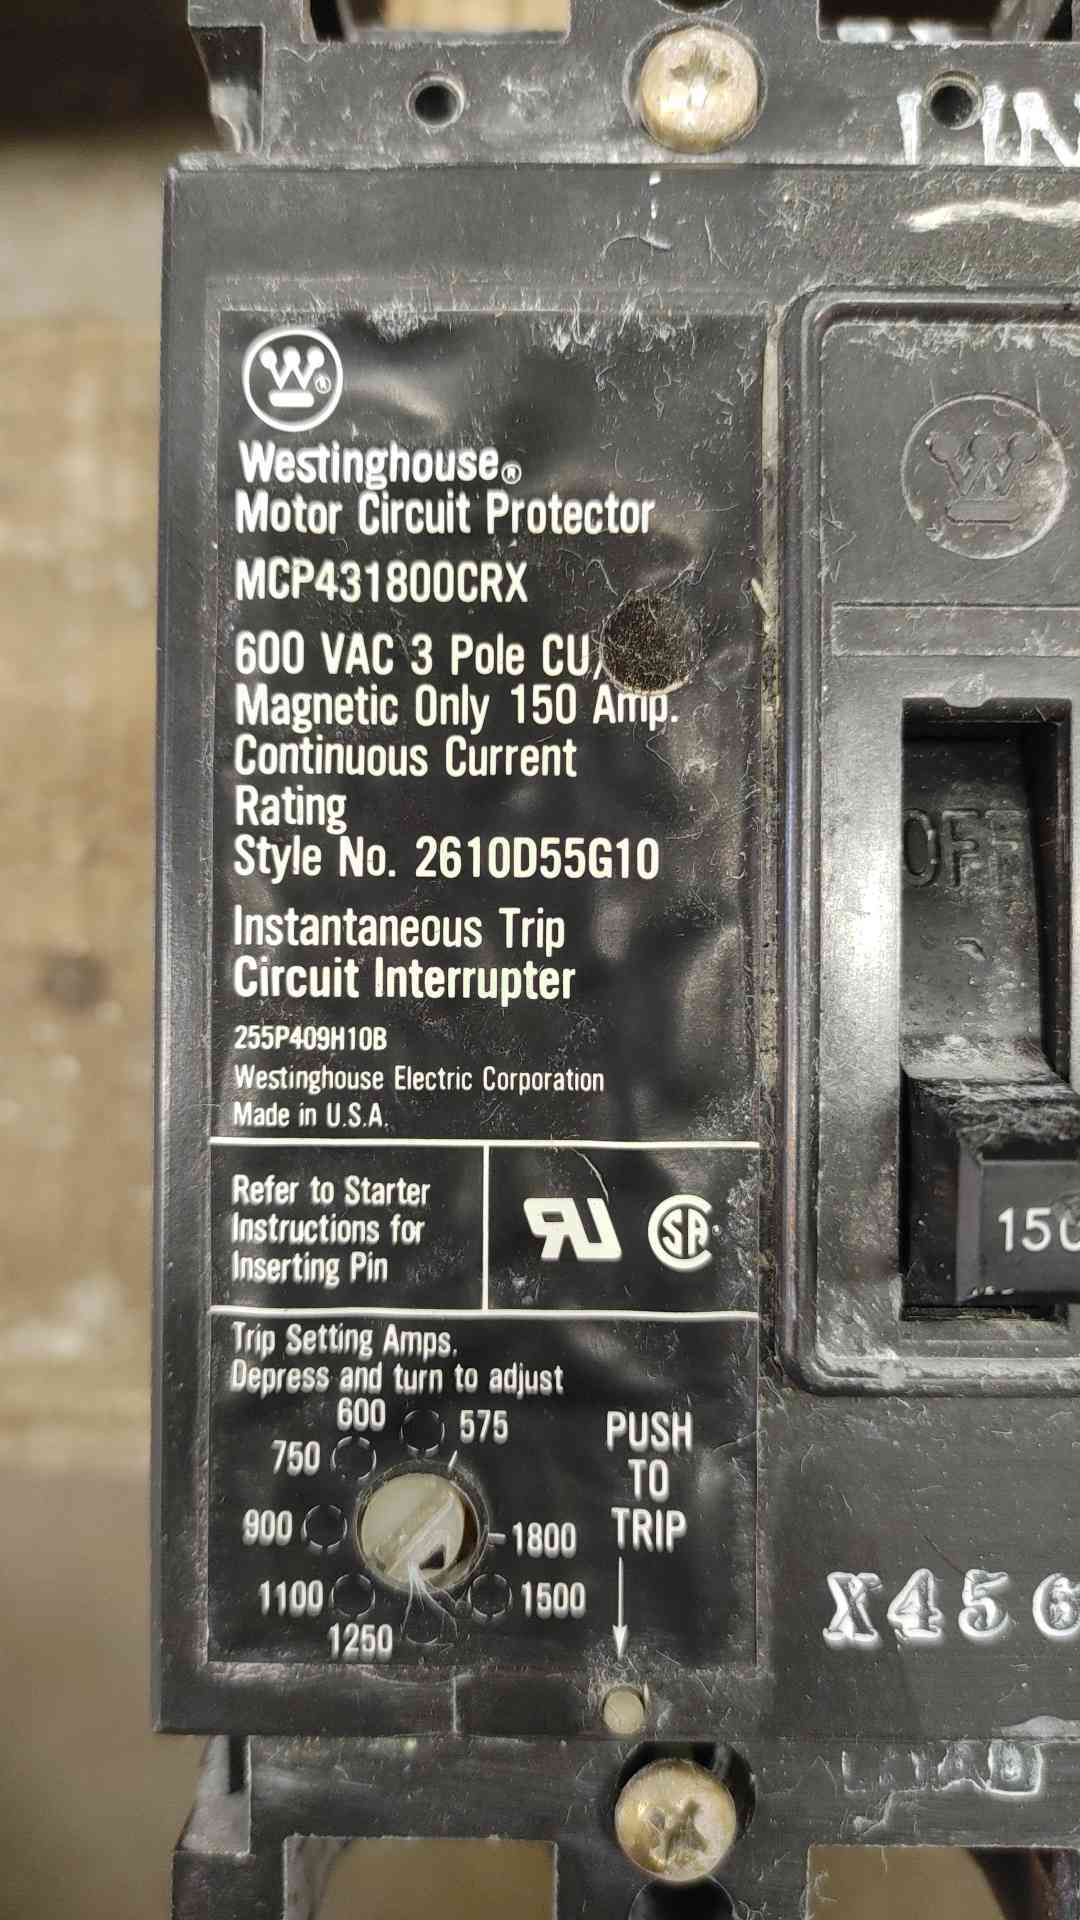 LIN
W
Westinghouse®
Motor Circuit Protector
MCP431800CRX
600 VAC 3 Pole CU/
Magnetic Only 150 Amp.
Continuous Current
Rating
Style No. 2610D55G10
Instantaneous Trip
Circuit Interrupter
255P409H10B
Westinghouse Electric Corporation
Made in U.S.A.
Refer to Starter
Instructions for
Inserting Pin
RU SA
Trip Setting Amps.
Depress and turn to adjust
600 575
750
900
1800
1100
1500
1250
PUSH
TO
TRIP
W
OFF
150
X456